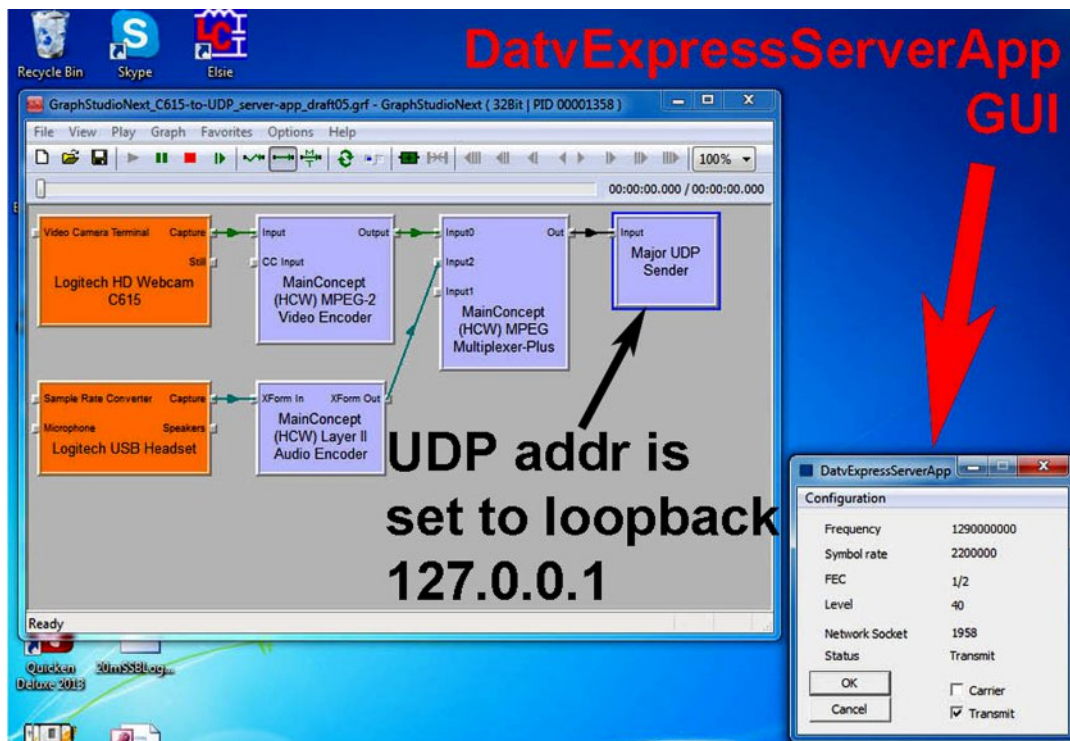 Recycle Bin
Skype
Elsie
DatvExpressServerApp
GUI
GraphStudioNext_C615-to-UDP_server-app_draft05.grf - GraphStudioNext ( 32Bit | PID 00001358 )
File View Play Graph Favorites Options Help
100%
00:00:00.000 / 00:00:00.000
Video Camera Terminal Capture
Still
Logitech HD Webcam
C615
Input Output
CC Input
MainConcept
(HCW) MPEG-2
Video Encoder
Input0 Out
Input2
Input1
MainConcept
(HCW) MPEG
Multiplexer-Plus
Input
Major UDP
Sender
Sample Rate Converter Capture
Microphone Speakers
Logitech USB Headset
XForm In XForm Out
MainConcept
(HCW) Layer II
Audio Encoder
UDP addr is
set to loopback
127.0.0.1
Ready
DatvExpressServerApp
Configuration
Frequency 1290000000
Symbol rate 2200000
FEC 1/2
Level 40
Network Socket 1958
Status Transmit
OK
Carrier
Cancel
Transmit
Quicken
Deluxe 2013
20mSSBLog...